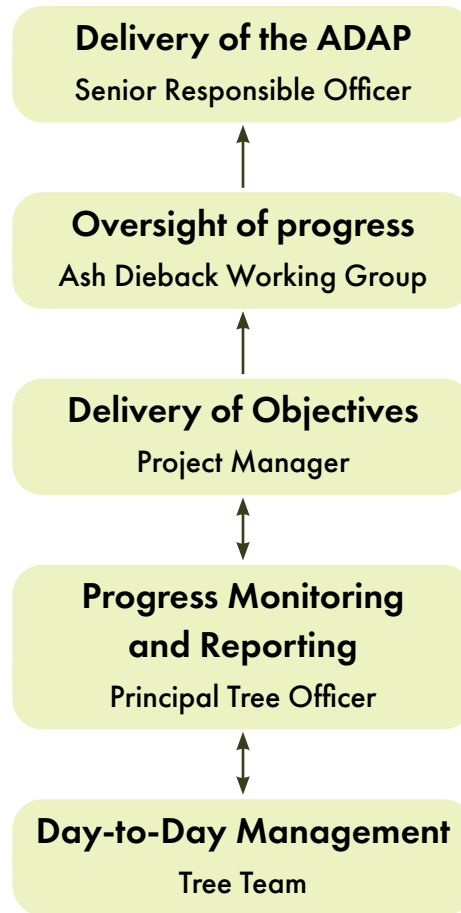 Delivery of the ADAP
Senior Responsible Officer
Oversight of progress
Ash Dieback Working Group
Delivery of Objectives
Project Manager
Progress Monitoring
and Reporting
Principal Tree Officer
Day-to-Day Management
Tree Team